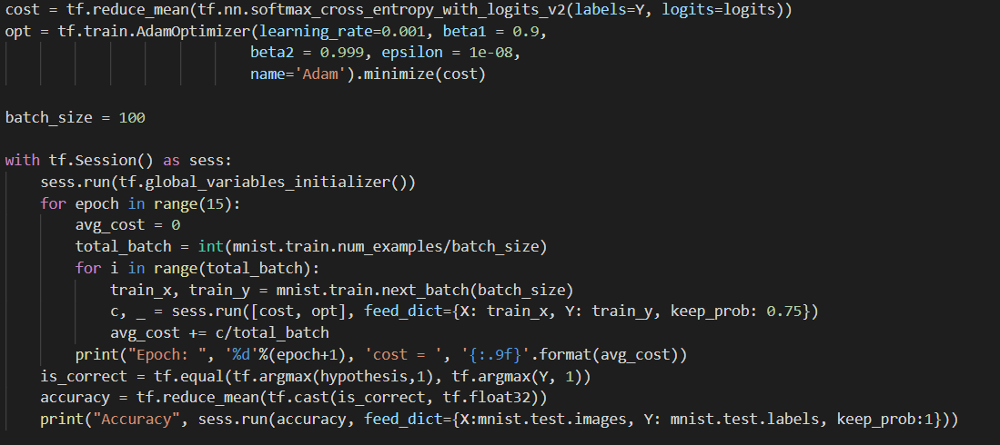 cost = tf.reduce_mean(tf.nn.softmax_cross_entropy_with_logits_v2(labels=Y, logits=logits))
opt = tf.train.AdamOptimizer(learning_rate=0.001, beta1 = 0.9,
                            beta2 = 0.999, epsilon = 1e-08,
                            name='Adam').minimize(cost)

batch_size = 100

with tf.Session() as sess:
    sess.run(tf.global_variables_initializer())
    for epoch in range(15):
        avg_cost = 0
        total_batch = int(mnist.train.num_examples/batch_size)
        for i in range(total_batch):
            train_x, train_y = mnist.train.next_batch(batch_size)
            c, _ = sess.run([cost, opt], feed_dict={X: train_x, Y: train_y, keep_prob: 0.75})
            avg_cost += c/total_batch
        print("Epoch: ", '%d'%(epoch+1), 'cost = ', '{:.9f}'.format(avg_cost))
    is_correct = tf.equal(tf.argmax(hypothesis,1), tf.argmax(Y, 1))
    accuracy = tf.reduce_mean(tf.cast(is_correct, tf.float32))
    print("Accuracy", sess.run(accuracy, feed_dict={X:mnist.test.images, Y: mnist.test.labels, keep_prob:1}))